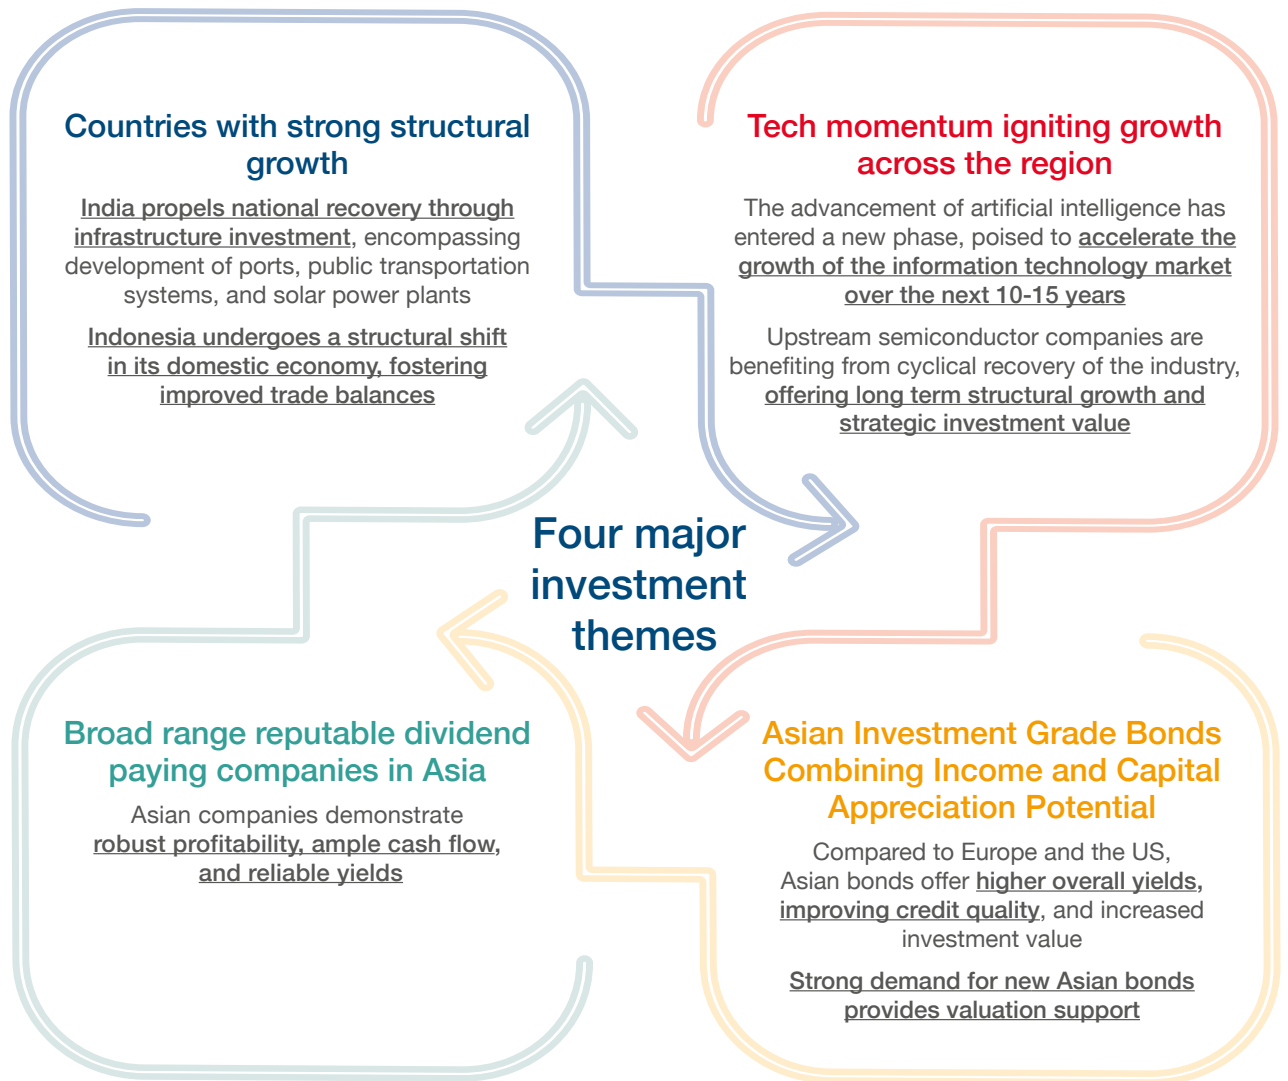 Countries with strong structural
growth
India propels national recovery through
infrastructure investment, encompassing
development of ports, public transportation
systems, and solar power plants
Indonesia undergoes a structural shift
in its domestic economy, fostering
improved trade balances
Tech momentum igniting growth
across the region
The advancement of artificial intelligence has
entered a new phase, poised to accelerate the
growth of the information technology market
over the next 10-15 years
Upstream semiconductor companies are
benefiting from cyclical recovery of the industry,
offering long term structural growth and
strategic investment value
Four major
investment
themes
Broad range reputable dividend
paying companies in Asia
Asian companies demonstrate
robust profitability, ample cash flow,
and reliable yields
Asian Investment Grade Bonds
Combining Income and Capital
Appreciation Potential
Compared to Europe and the US,
Asian bonds offer higher overall yields,
improving credit quality, and increased
investment value
Strong demand for new Asian bonds
provides valuation support